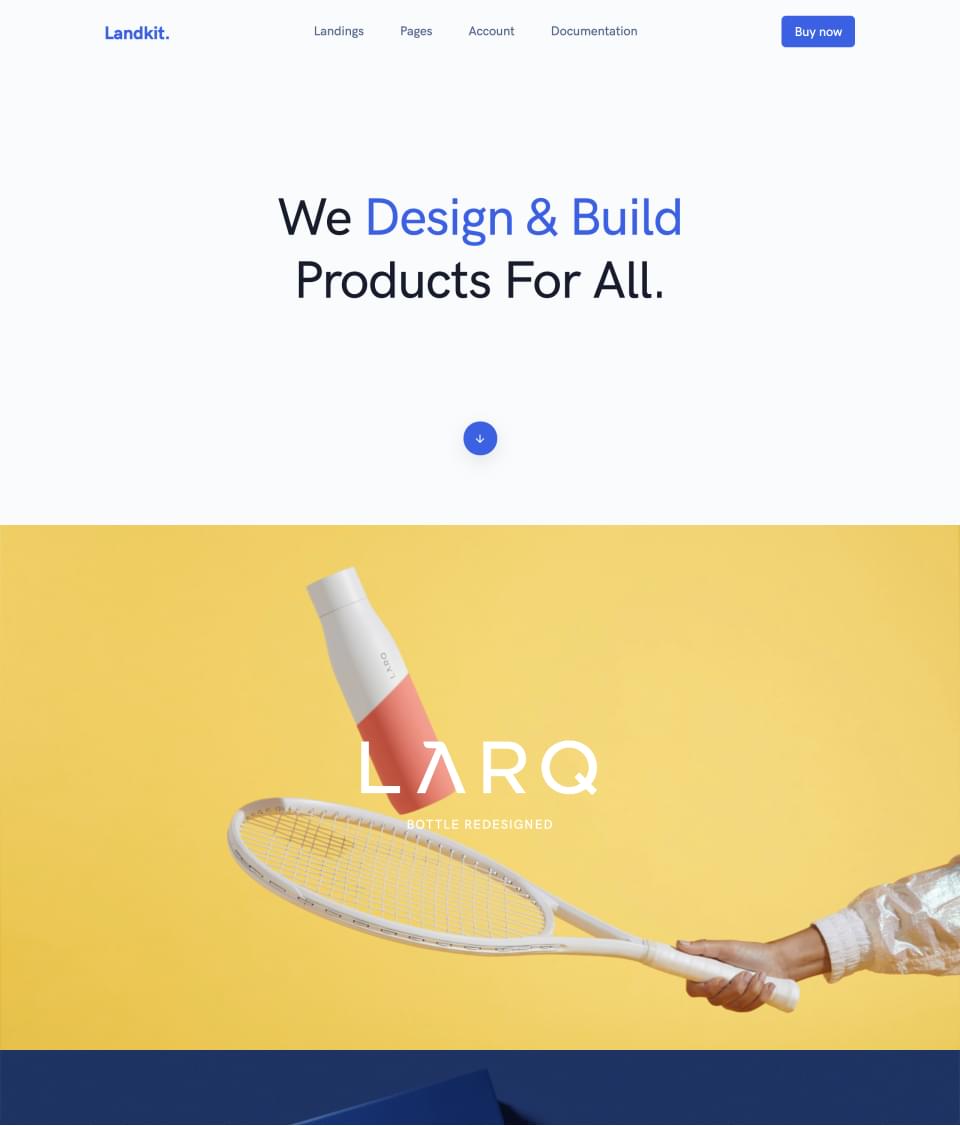 Landkit.
Landings Pages Account Documentation
Buy now
We Design & Build
Products For All.
LARQ
LARQ
BOTTLE REDESIGNED